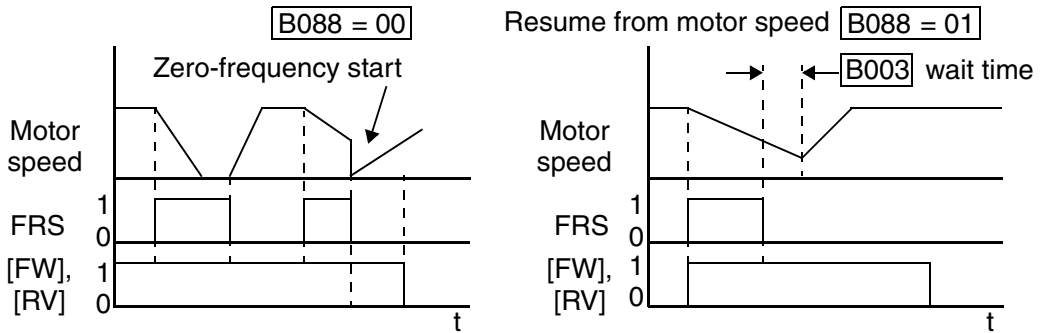 B088 = 00
Zero-frequency start
Motor
speed
FRS
1
0
[FW],
[RV]
1
0
t
Resume from motor speed B088 = 01
B003 wait time
Motor
speed
FRS
1
0
[FW],
[RV]
1
0
t